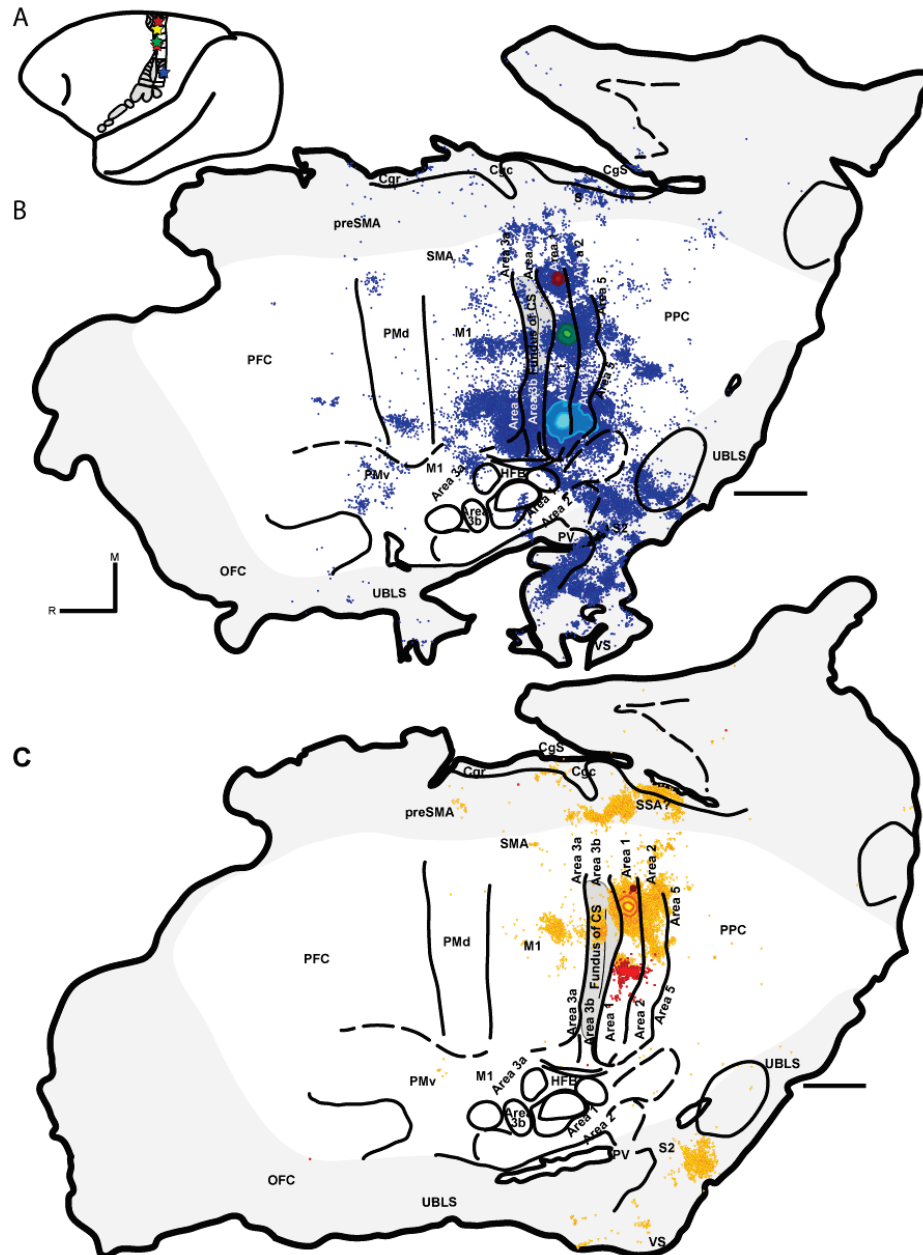 A
B
Cgr
Cgc
CgS
S
preSMA
SMA
Area 3a
Area
a 2
Area 5
PFC
PMd
M1
Fundus of CS
PPC
Area 3a
Area 3b
PMv
M1
Area 3a
HFB
UBLS
Area
3b
Area
Area 2
PV
S2
OFC
UBLS
VS
M
R
C
CgS
Cgr
Cgc
preSMA
SSA?
SMA
Area 3a
Area 3b
Area 1
Area 2
Area 5
PFC
PMd
M1
Fundus of CS
PPC
Area 3a
Area 3b
Area 1
Area 2
Area 5
PMv
M1
Area 3a
HFB
UBLS
Area
3b
Area 1
Area 2
PV
S2
OFC
UBLS
VS